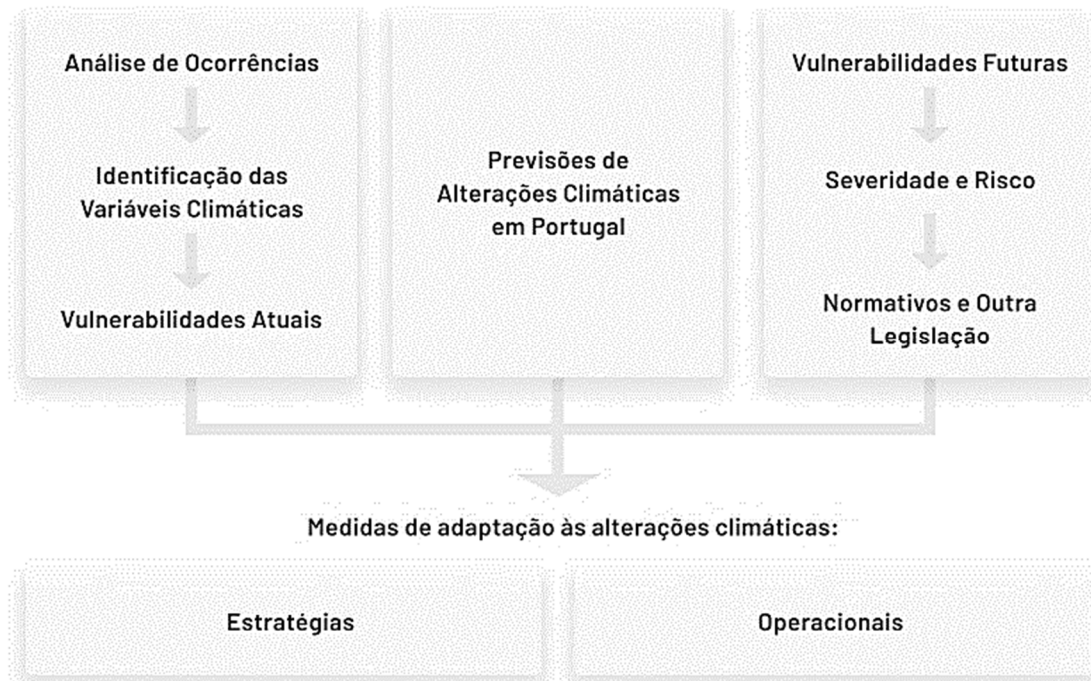 Análise de Ocorrências
Identificação das
Variáveis Climáticas
Vulnerabilidades Atuais
Previsões de
Alterações Climáticas
em Portugal
Vulnerabilidades Futuras
Severidade e Risco
Normativos e Outra
Legislação
Medidas de adaptação às alterações climáticas:
Estratégias
Operacionais